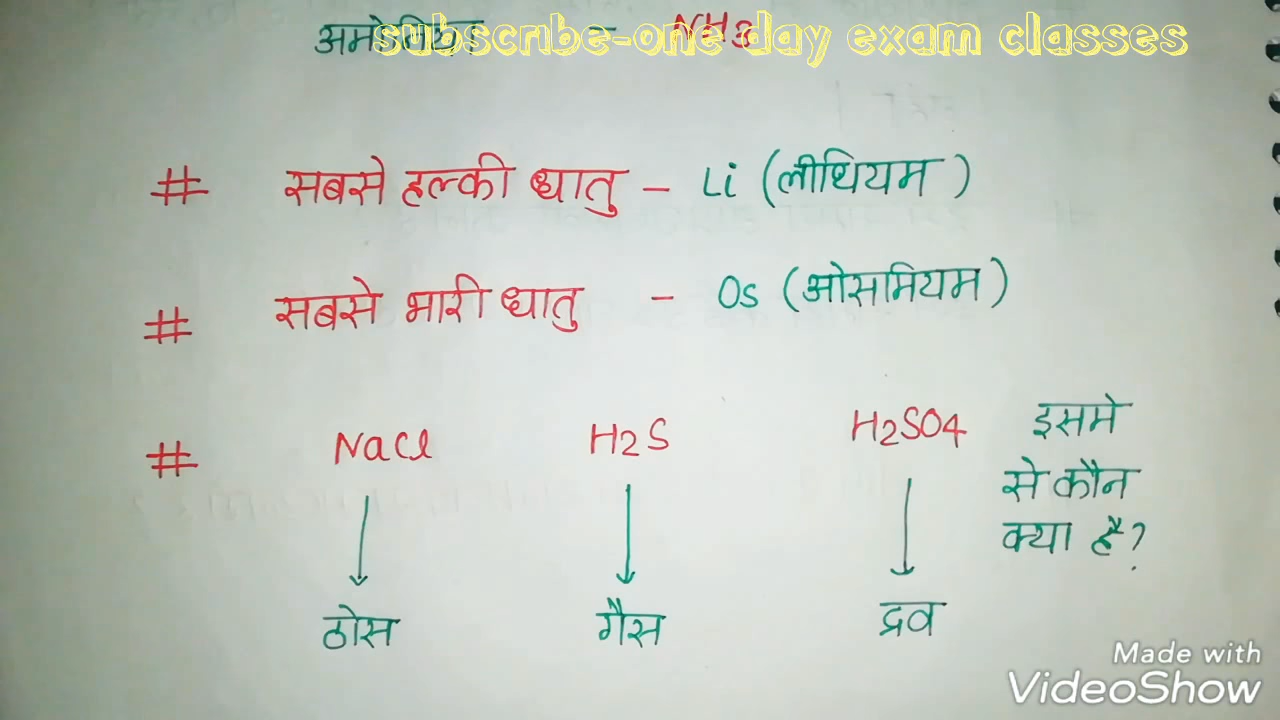 subscribe-one day exam classes
- NH3
# सबसे हल्की धातु - Li (लीथियम)
# सबसे भारी धातु - Os (ओसमियम)
# NaCl H2S H2SO4 इसमे
से कौन
क्या है?
ठोस गैस द्रव
Made with
VideoShow